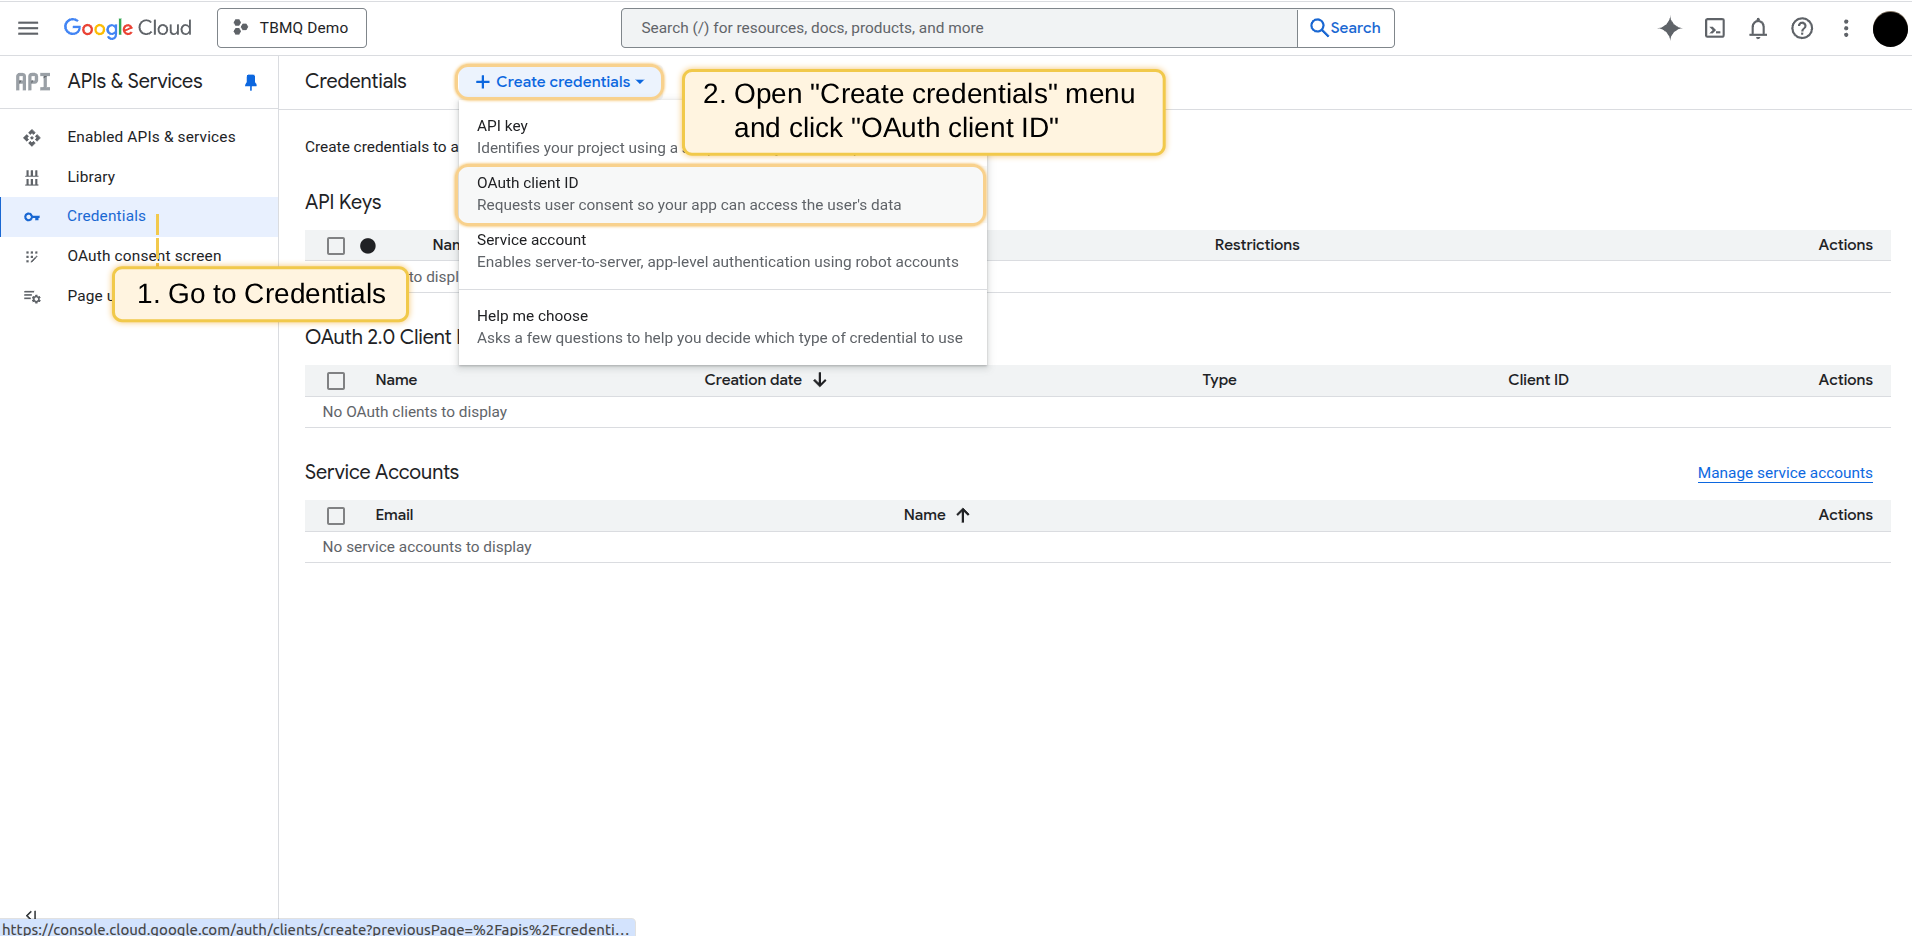 Google Cloud
TBMQ Demo
Search (/) for resources, docs, products, and more
Search
API
APIs & Services
Enabled APIs & services
Library
Credentials
OAuth consent screen
Page
1. Go to Credentials
Credentials
Create credentials
2. Open "Create credentials" menu
and click "OAuth client ID"
API key
Identifies your project using a
OAuth client ID
Requests user consent so your app can access the user's data
Service account
Enables server-to-server, app-level authentication using robot accounts
Help me choose
Asks a few questions to help you decide which type of credential to use
Create credentials to
API Keys
Restrictions
Actions
to
OAuth 2.0 Client
Name
Creation date
Type
Client ID
Actions
No OAuth clients to display
Service Accounts
Manage service accounts
Email
Name
Actions
No service accounts to display
https://console.cloud.google.com/auth/clients/create?previousPage=%2Fapis%2Fcredenti…